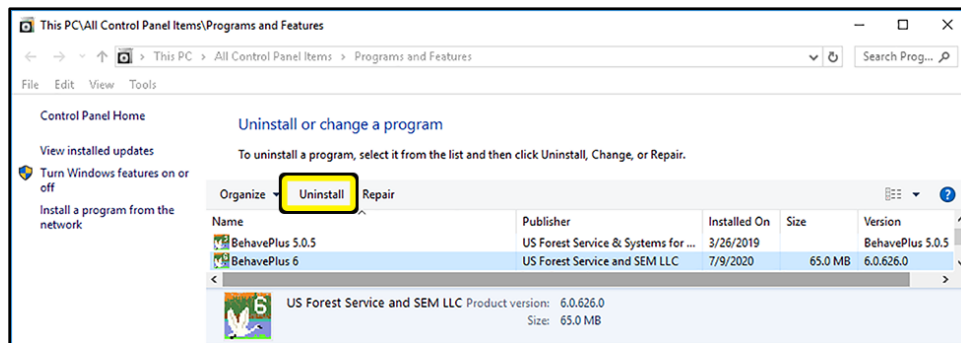 This PC\All Control Panel Items\Programs and Features
This PC > All Control Panel Items > Programs and Features
Search Prog...
File Edit View Tools
Control Panel Home
View installed updates
Turn Windows features on or
off
Install a program from the
network
Uninstall or change a program
To uninstall a program, select it from the list and then click Uninstall, Change, or Repair.
Organize Uninstall Repair
Name Publisher Installed On Size Version
BehavePlus 5.0.5 US Forest Service & Systems for ... 3/26/2019 BehavePlus 5.0.5
BehavePlus 6 US Forest Service and SEM LLC 7/9/2020 65.0 MB 6.0.626.0
6
US Forest Service and SEM LLC Product version: 6.0.626.0
Size: 65.0 MB